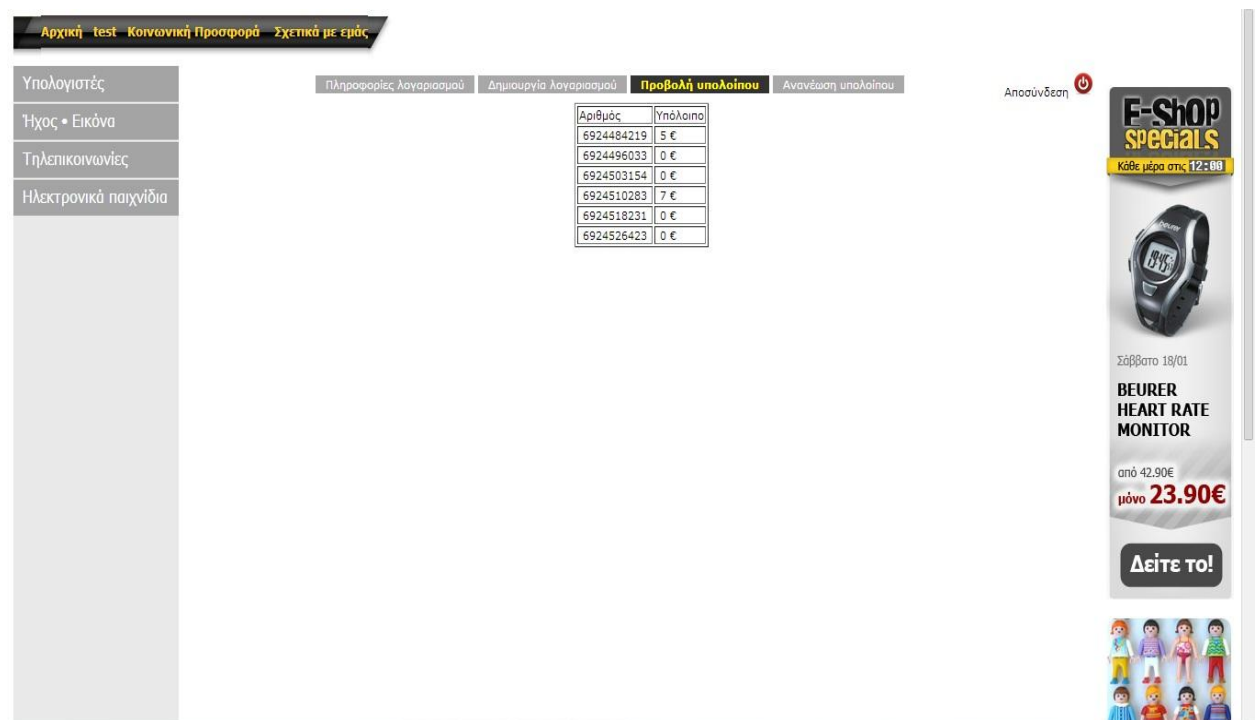 Αρχική test Κοινωνική Προσφορά Σχετικά με εμάς
Υπολογιστές
Ήχος • Εικόνα
Τηλεπικοινωνίες
Ηλεκτρονικά παιχνίδια
Πληροφορίες λογαριασμού Δημιουργία λογαριασμού Προβολή υπολοίπου Ανανέωση υπολοίπου
Αποσύνδεση
Αριθμός Υπόλοιπο
6924484219 5 €
6924496033 0 €
6924503154 0 €
6924510283 7 €
6924518231 0 €
6924526423 0 €
E-Shop
specials
Κάθε μέρα στις 12:00
Σάββατο 18/01
BEURER
HEART RATE
MONITOR
από 42.90€
μόνο 23.90€
Δείτε το!